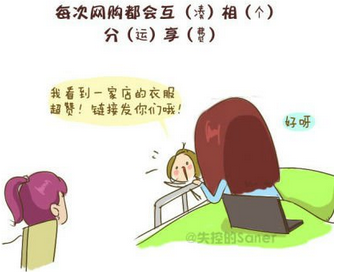 每次网购都会互（凑）相（个）
分（运）享（费）
我看到一家店的衣服
超赞！链接发你们哦！
好呀
@失控的Saner